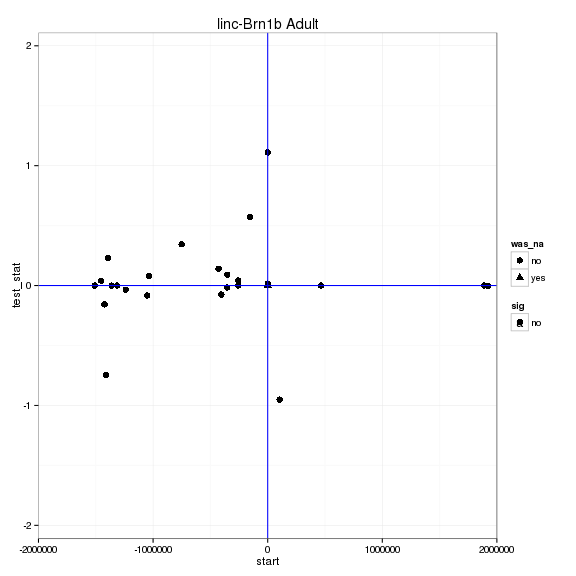 linc-Brn1b Adult
2
1
0
-1
-2
test_stat
-2000000 -1000000 0 1000000 2000000
start
was_na
no
yes
sig
no